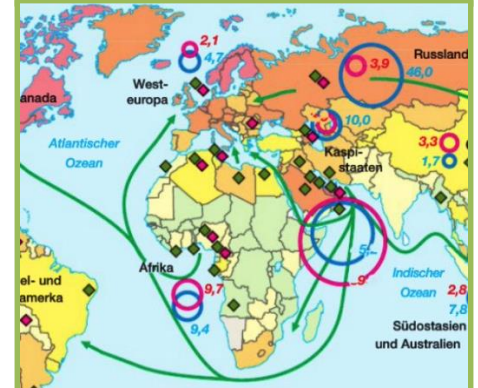 2,1
4,7
West-
europa
3,9
Russland
46,0
anada
10,0
3,3
1,7
Atlantischer
Ozean
Kaspi-
staaten
Afrika
9,7
9,4
el- und
amerka
Indischer
Ozean
2,8
7,8
Südostasien
und Australien